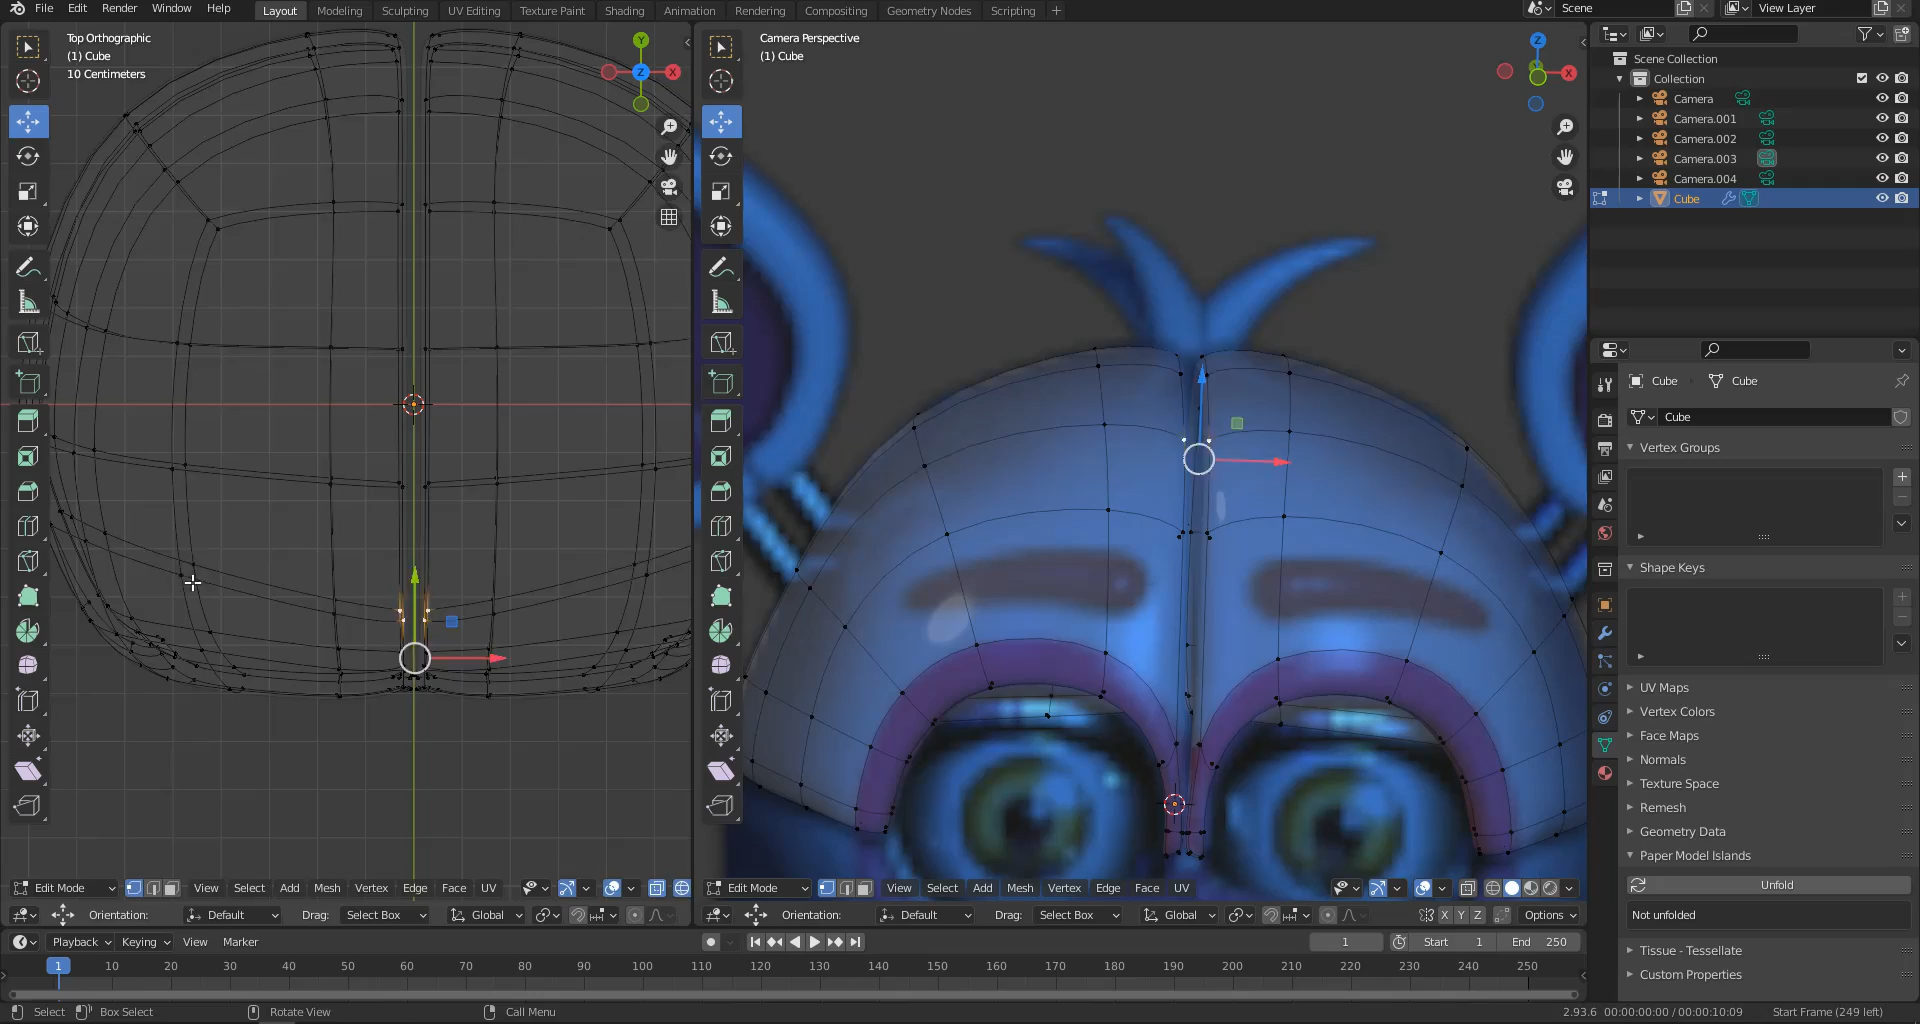 File Edit Render Window Help Layout Modeling Sculpting UV Editing Texture Paint Shading Animation Rendering Compositing Geometry Nodes Scripting Scene View Layer
Top Orthographic
(1) Cube
10 Centimeters
Y
Z
X
Camera Perspective
(1) Cube
Z
X
Scene Collection
Collection
Camera
Camera.001
Camera.002
Camera.003
Camera.004
Cube
Cube Cube
Cube
Vertex Groups
Shape Keys
UV Maps
Vertex Colors
Face Maps
Normals
Texture Space
Remesh
Geometry Data
Paper Model Islands
Unfold
Not unfolded
Tissue - Tessellate
Custom Properties
Edit Mode View Select Add Mesh Vertex Edge Face UV
Orientation: Default Drag: Select Box Global
Edit Mode View Select Add Mesh Vertex Edge Face UV
Orientation: Default Drag: Select Box Global X Y Z Options
Playback Keying View Marker 1 Start 1 End 250
1 10 20 30 40 50 60 70 80 90 100 110 120 130 140 150 160 170 180 190 200 210 220 230 240 250
Select Box Select Rotate View Call Menu 2.93.6 00:00:00:00 / 00:00:10:09 Start Frame (249 left)